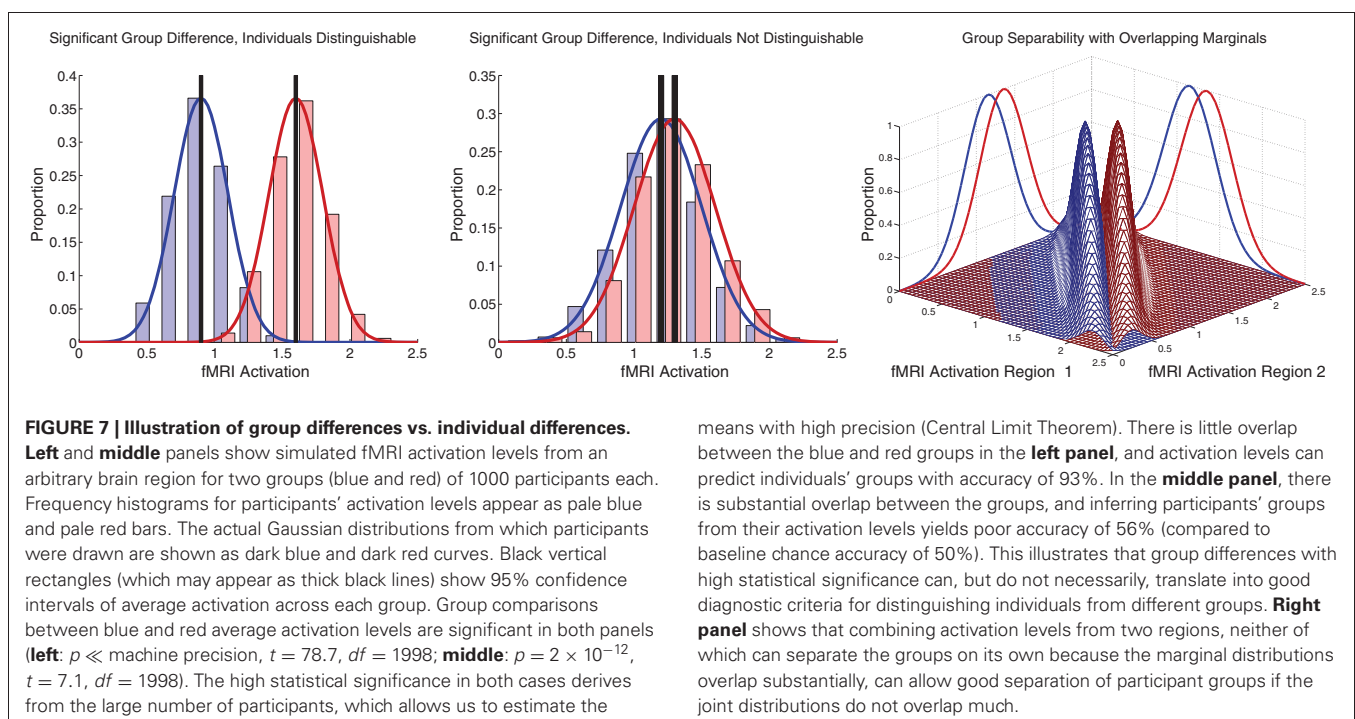 Significant Group Difference, Individuals Distinguishable
0.4
0.35
0.3
0.25
0.2
0.15
0.1
0.05
0
Proportion
0.5
1
1.5
2
2.5
fMRI Activation
Significant Group Difference, Individuals Not Distinguishable
0.35
0.3
0.25
0.2
0.15
0.1
0.05
0
Proportion
0
0.5
1
1.5
2
2.5
fMRI Activation
Group Separability with Overlapping Marginals
1
0.8
0.6
0.4
0.2
0
Proportion
0
0.5
1
1.5
2
2.5
fMRI Activation Region 1
0
0.5
1
1.5
2
2.5
fMRI Activation Region 2
FIGURE 7 | Illustration of group differences vs. individual differences.
Left and middle panels show simulated fMRI activation levels from an
arbitrary brain region for two groups (blue and red) of 1000 participants each.
Frequency histograms for participants' activation levels appear as pale blue
and pale red bars. The actual Gaussian distributions from which participants
were drawn are shown as dark blue and dark red curves. Black vertical
rectangles (which may appear as thick black lines) show 95% confidence
intervals of average activation across each group. Group comparisons
between blue and red average activation levels are significant in both panels
(left: p ≪ machine precision, t = 78.7, df = 1998; middle: p = 2 × 10⁻¹²,
t = 7.1, df = 1998). The high statistical significance in both cases derives
from the large number of participants, which allows us to estimate the
means with high precision (Central Limit Theorem). There is little overlap
between the blue and red groups in the left panel, and activation levels can
predict individuals' groups with accuracy of 93%. In the middle panel, there
is substantial overlap between the groups, and inferring participants' groups
from their activation levels yields poor accuracy of 56% (compared to
baseline chance accuracy of 50%). This illustrates that group differences with
high statistical significance can, but do not necessarily, translate into good
diagnostic criteria for distinguishing individuals from different groups. Right
panel shows that combining activation levels from two regions, neither of
which can separate the groups on its own because the marginal distributions
overlap substantially, can allow good separation of participant groups if the
joint distributions do not overlap much.